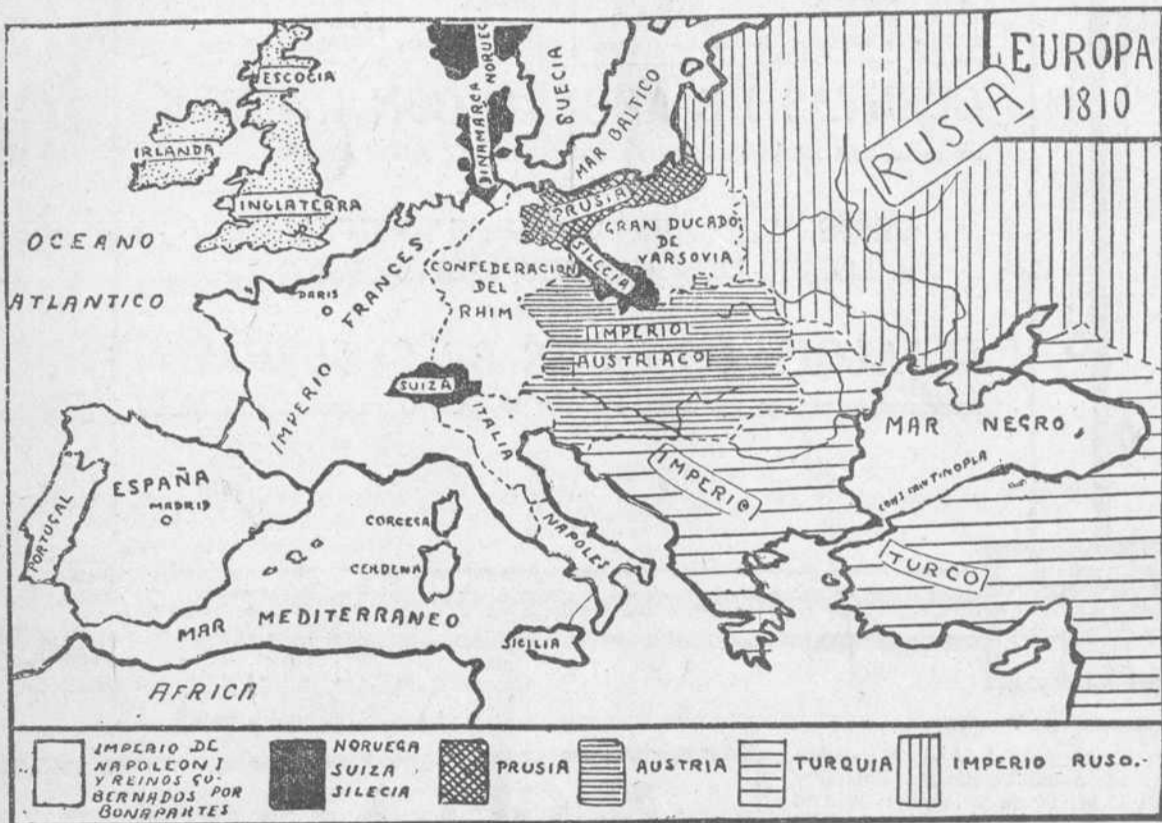 EUROPA
1810
RUSIA
ESCOCIA
IRLANDA
INGLATERRA
OCEANO
ATLANTICO
DINAMARCA NORUEG
SUECIA
MAR
BALTICO
PRUSIA
GRAN DUCADO
DE
VARSOVIA
SILECIA
CONFEDERACION
DEL
RHIM
PARIS
IMPERIO FRANCES
IMPERIO
AUSTRIACO
SUIZA
ITALIA
MAR NEGRO
CONSTANTINOPLA
IMPERIO
TURCO
ESPAÑA
MADRID
PORTUGAL
CORCEGA
CERDENA
NAPOLES
MAR MEDITERRANEO
SICILIA
AFRICA
IMPERIO DE
NAPOLEON I
Y REINOS GO-
BERNADOS POR
BONAPARTES
NORUEGA
SUIZA
SILECIA
PRUSIA
AUSTRIA
TURQUIA
IMPERIO RUSO.-